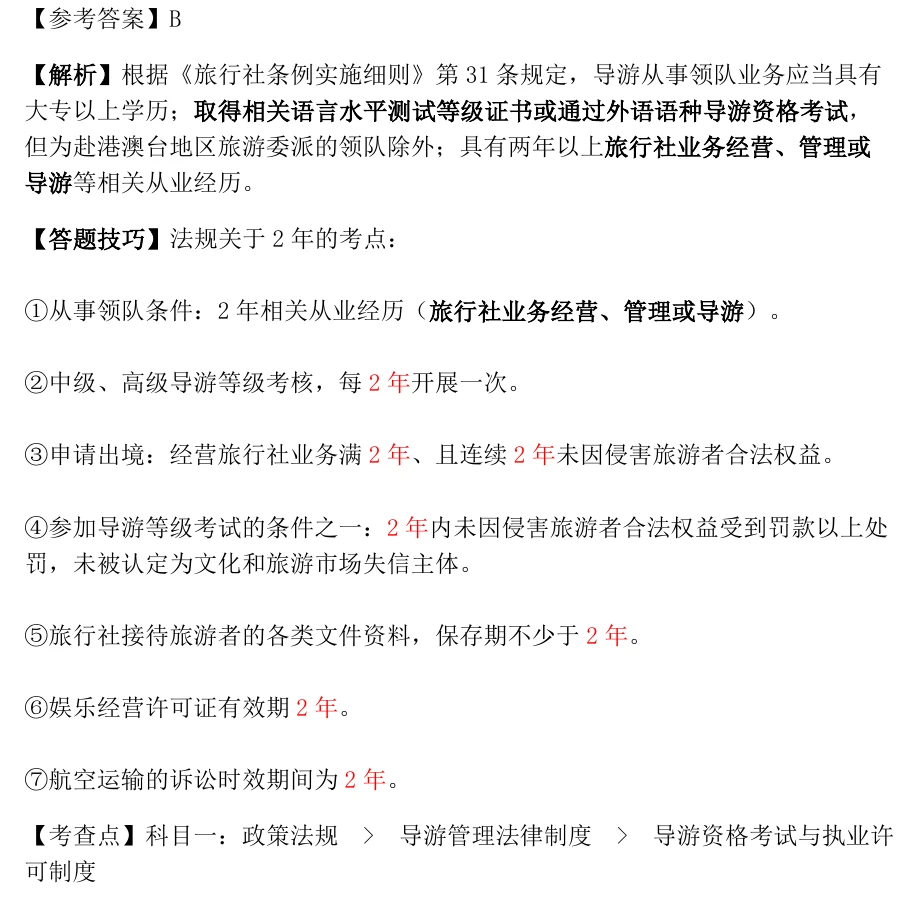 【参考答案】B
【解析】根据《旅行社条例实施细则》第 31 条规定，导游从事领队业务应当具有
大专以上学历；取得相关语言水平测试等级证书或通过外语语种导游资格考试，
但为赴港澳台地区旅游委派的领队除外；具有两年以上旅行社业务经营、管理或
导游等相关从业经历。
【答题技巧】法规关于 2 年的考点：
①从事领队条件：2 年相关从业经历（旅行社业务经营、管理或导游）。
②中级、高级导游等级考核，每 2 年开展一次。
③申请出境：经营旅行社业务满 2 年、且连续 2 年未因侵害旅游者合法权益。
④参加导游等级考试的条件之一：2 年内未因侵害旅游者合法权益受到罚款以上处
罚，未被认定为文化和旅游市场失信主体。
⑤旅行社接待旅游者的各类文件资料，保存期不少于 2 年。
⑥娱乐经营许可证有效期 2 年。
⑦航空运输的诉讼时效期间为 2 年。
【考查点】科目一：政策法规 > 导游管理法律制度 > 导游资格考试与执业许
可制度